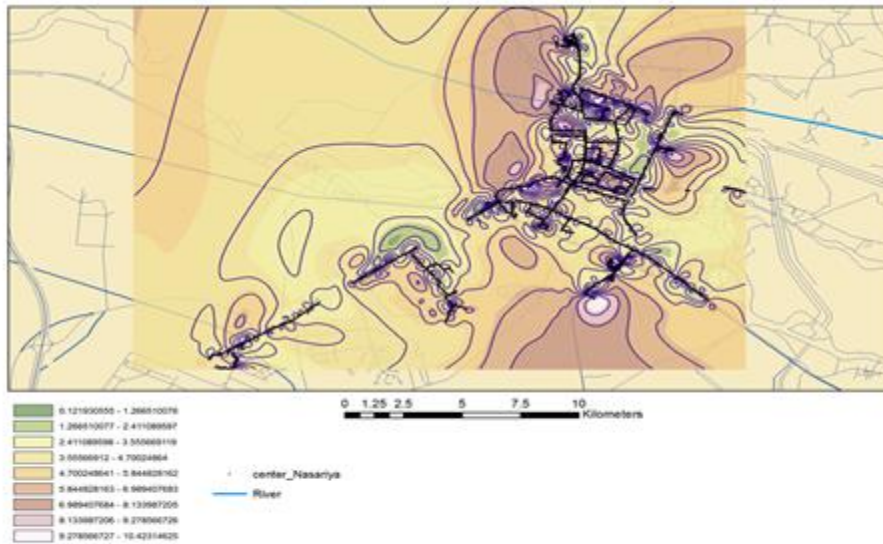 0.121930555 - 1.266510076
1.266510077 - 2.411089597
2.411089598 - 3.555669119
3.55566912 - 4.70024864
4.700248641 - 5.844828162
5.844828163 - 6.989407683
6.989407684 - 8.133987205
8.133987206 - 9.278566726
9.278566727 - 10.42314625
0 1.25 2.5 5 7.5 10
Kilometers
center_Nasariya
River